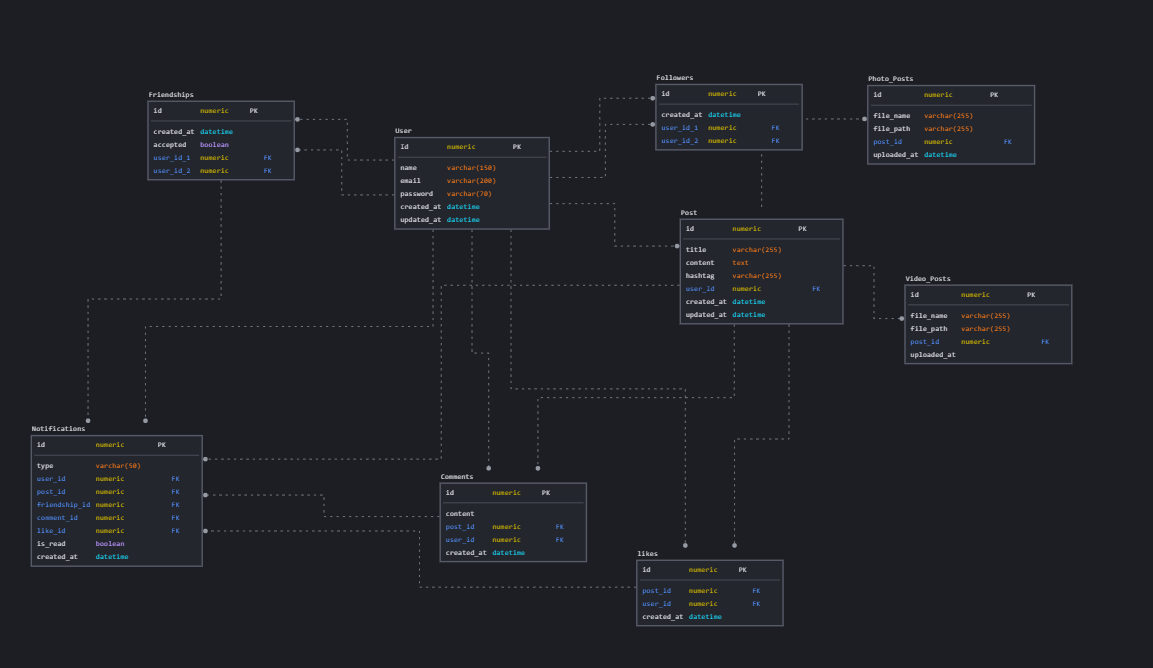 Friendships
id numeric PK
created_at datetime
accepted boolean
user_id_1 numeric FK
user_id_2 numeric FK
User
Id numeric PK
name varchar(150)
email varchar(200)
password varchar(70)
created_at datetime
updated_at datetime
Followers
id numeric PK
created_at datetime
user_id_1 numeric FK
user_id_2 numeric FK
Photo_Posts
id numeric PK
file_name varchar(255)
file_path varchar(255)
post_id numeric FK
uploaded_at datetime
Post
id numeric PK
title varchar(255)
content text
hashtag varchar(255)
user_id numeric FK
created_at datetime
updated_at datetime
Video_Posts
id numeric PK
file_name varchar(255)
file_path varchar(255)
post_id numeric FK
uploaded_at
Notifications
id numeric PK
type varchar(50)
user_id numeric FK
post_id numeric FK
friendship_id numeric FK
comment_id numeric FK
like_id numeric FK
is_read boolean
created_at datetime
Comments
id numeric PK
content
post_id numeric FK
user_id numeric FK
created_at datetime
likes
id numeric PK
post_id numeric FK
user_id numeric FK
created_at datetime